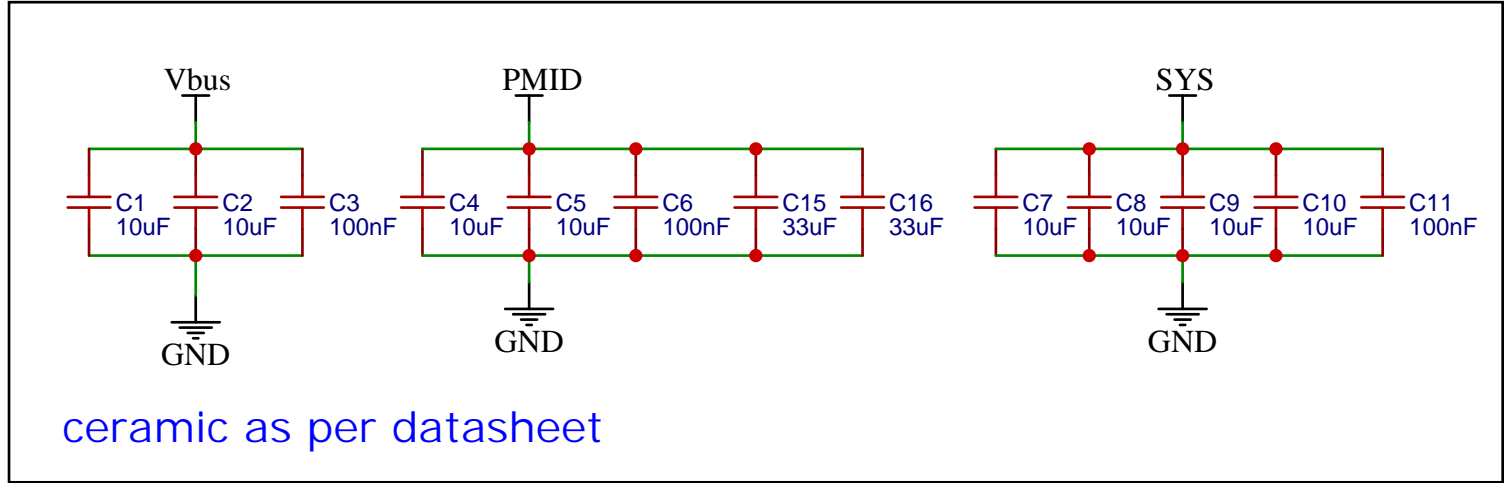 Vbus PMID SYS
C1 C2 C3 C4 C5 C6 C15 C16 C7 C8 C9 C10 C11
10uF 10uF 100nF 10uF 10uF 100nF 33uF 33uF 10uF 10uF 10uF 10uF 100nF
GND GND GND
ceramic as per datasheet